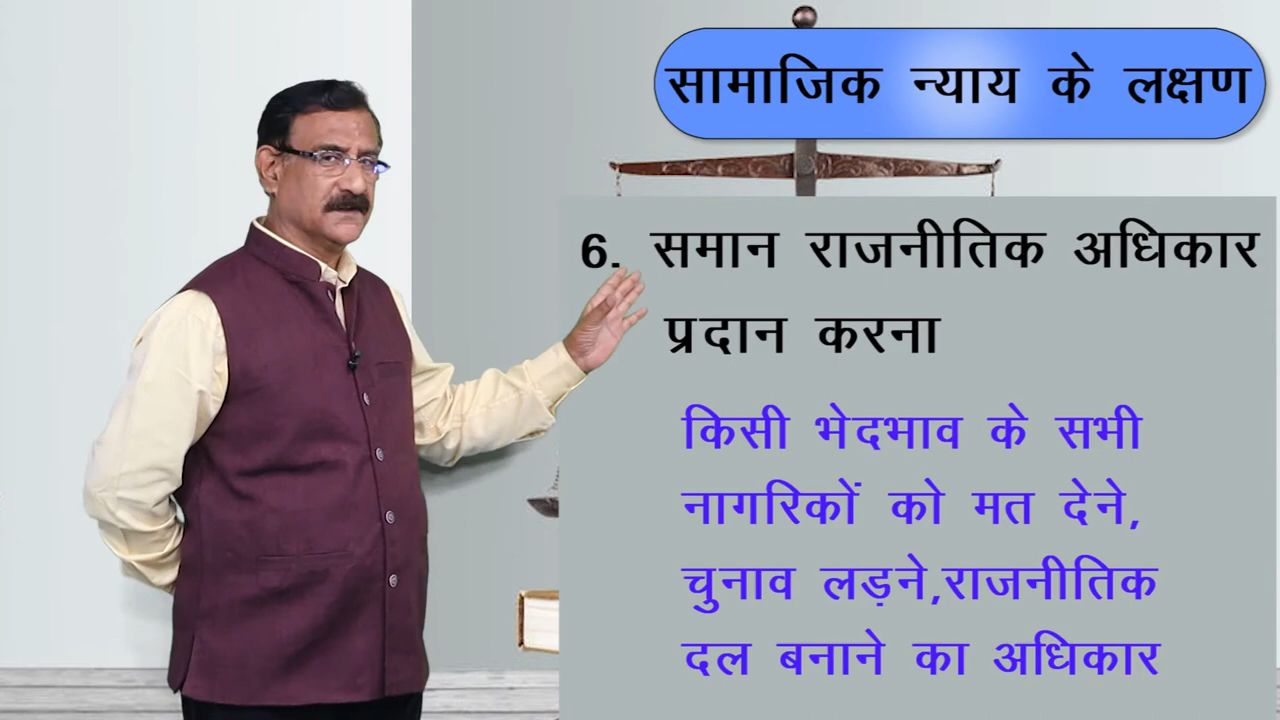 सामाजिक न्याय के लक्षण
6. समान राजनीतिक अधिकार
प्रदान करना
किसी भेदभाव के सभी
नागरिकों को मत देने,
चुनाव लड़ने,राजनीतिक
दल बनाने का अधिकार